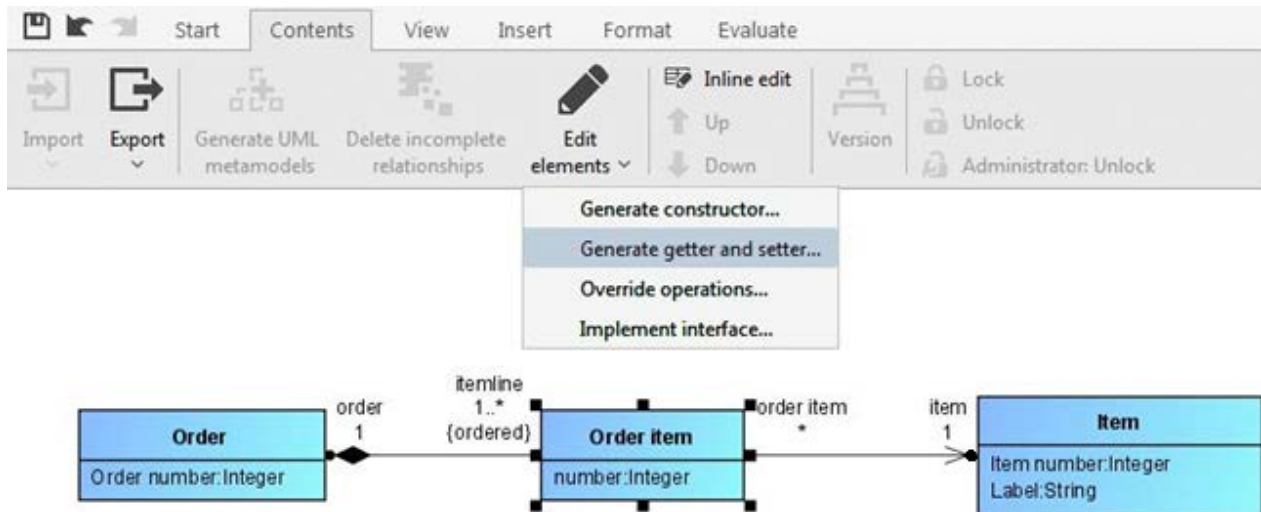 Start Contents View Insert Format Evaluate
Import Export Generate UML metamodels Delete incomplete relationships Edit elements
Inline edit
Up
Down
Version
Lock
Unlock
Administrator: Unlock
Generate constructor...
Generate getter and setter...
Override operations...
Implement interface...
Order
Order number:Integer
order
1
itemline
1..*
{ordered}
Order item
number:Integer
order item
*
item
1
Item
Item number:Integer
Label:String